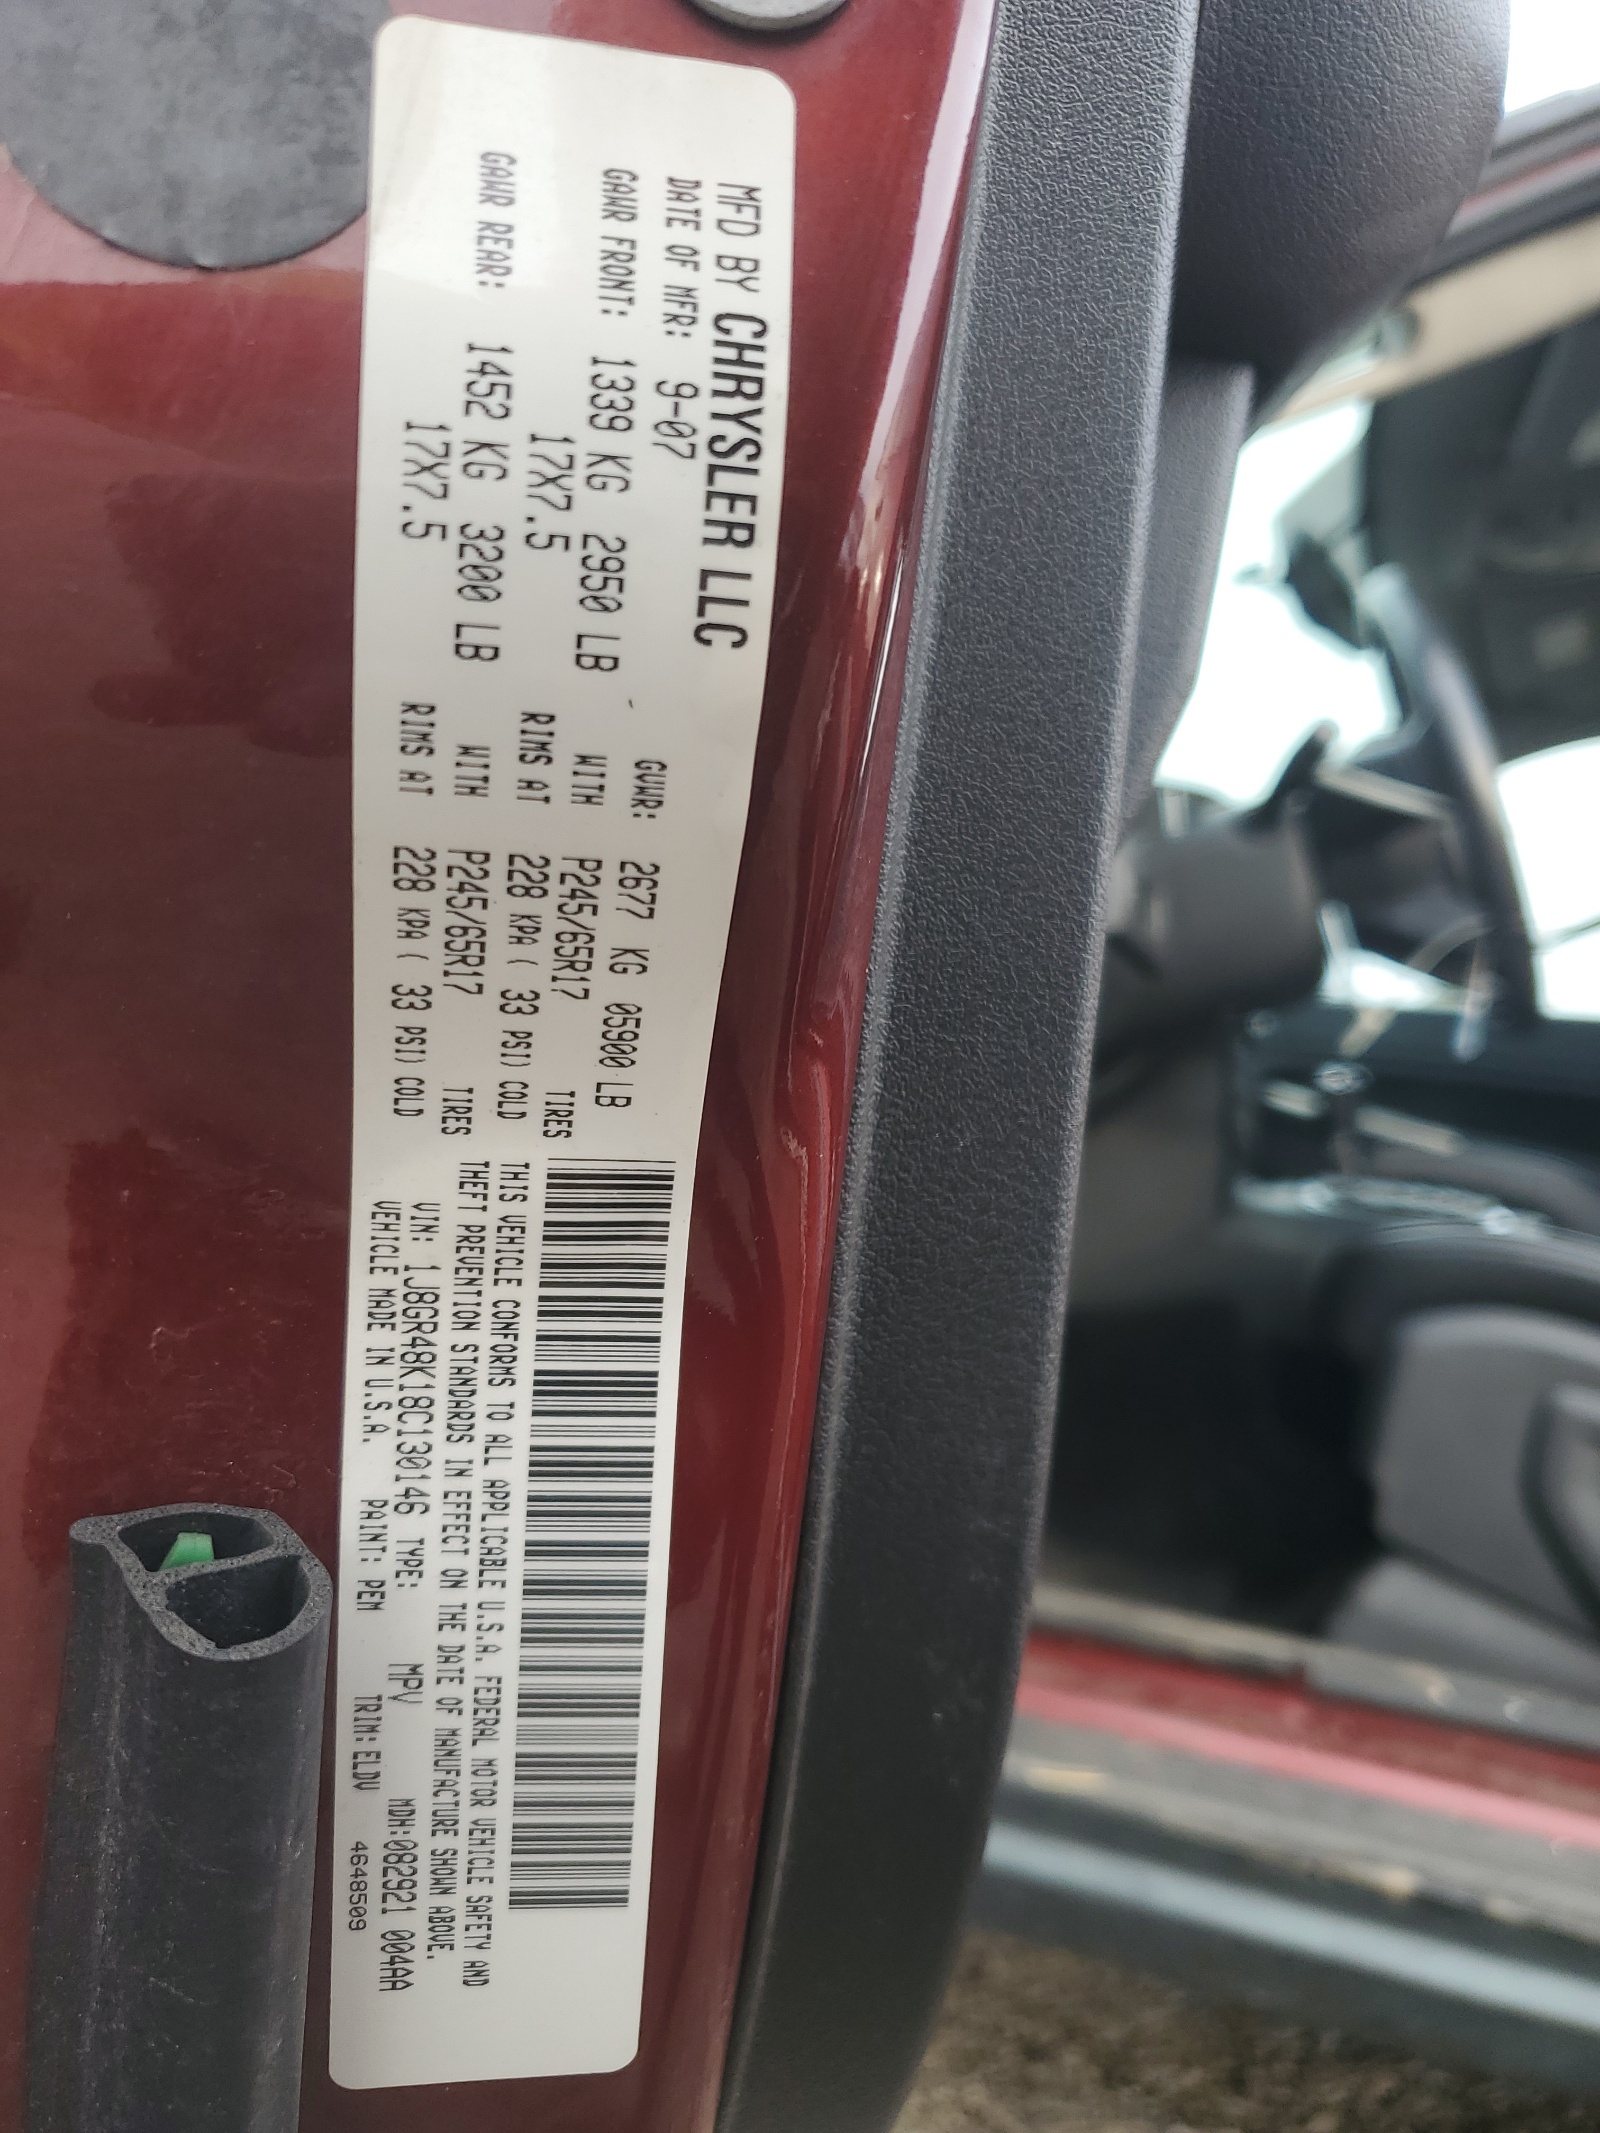 MFD BY CHRYSLER LLC
DATE OF MFR: 9-07 GVWR: 2677 KG 05900 LB
GAWR FRONT: 1339 KG 2950 LB WITH P245/65R17 TIRES
17X7.5 RIMS AT 228 KPA ( 33 PSI) COLD
GAWR REAR: 1452 KG 3200 LB WITH P245/65R17 TIRES
17X7.5 RIMS AT 228 KPA ( 33 PSI) COLD
THIS VEHICLE CONFORMS TO ALL APPLICABLE U.S.A. FEDERAL MOTOR VEHICLE SAFETY AND
THEFT PREVENTION STANDARDS IN EFFECT ON THE DATE OF MANUFACTURE SHOWN ABOVE.
VIN: 1J8GR48K18C130146 TYPE: MPV MDH:082921 004AA
VEHICLE MADE IN U.S.A. PAINT: PEM TRIM: ELDV 4648509